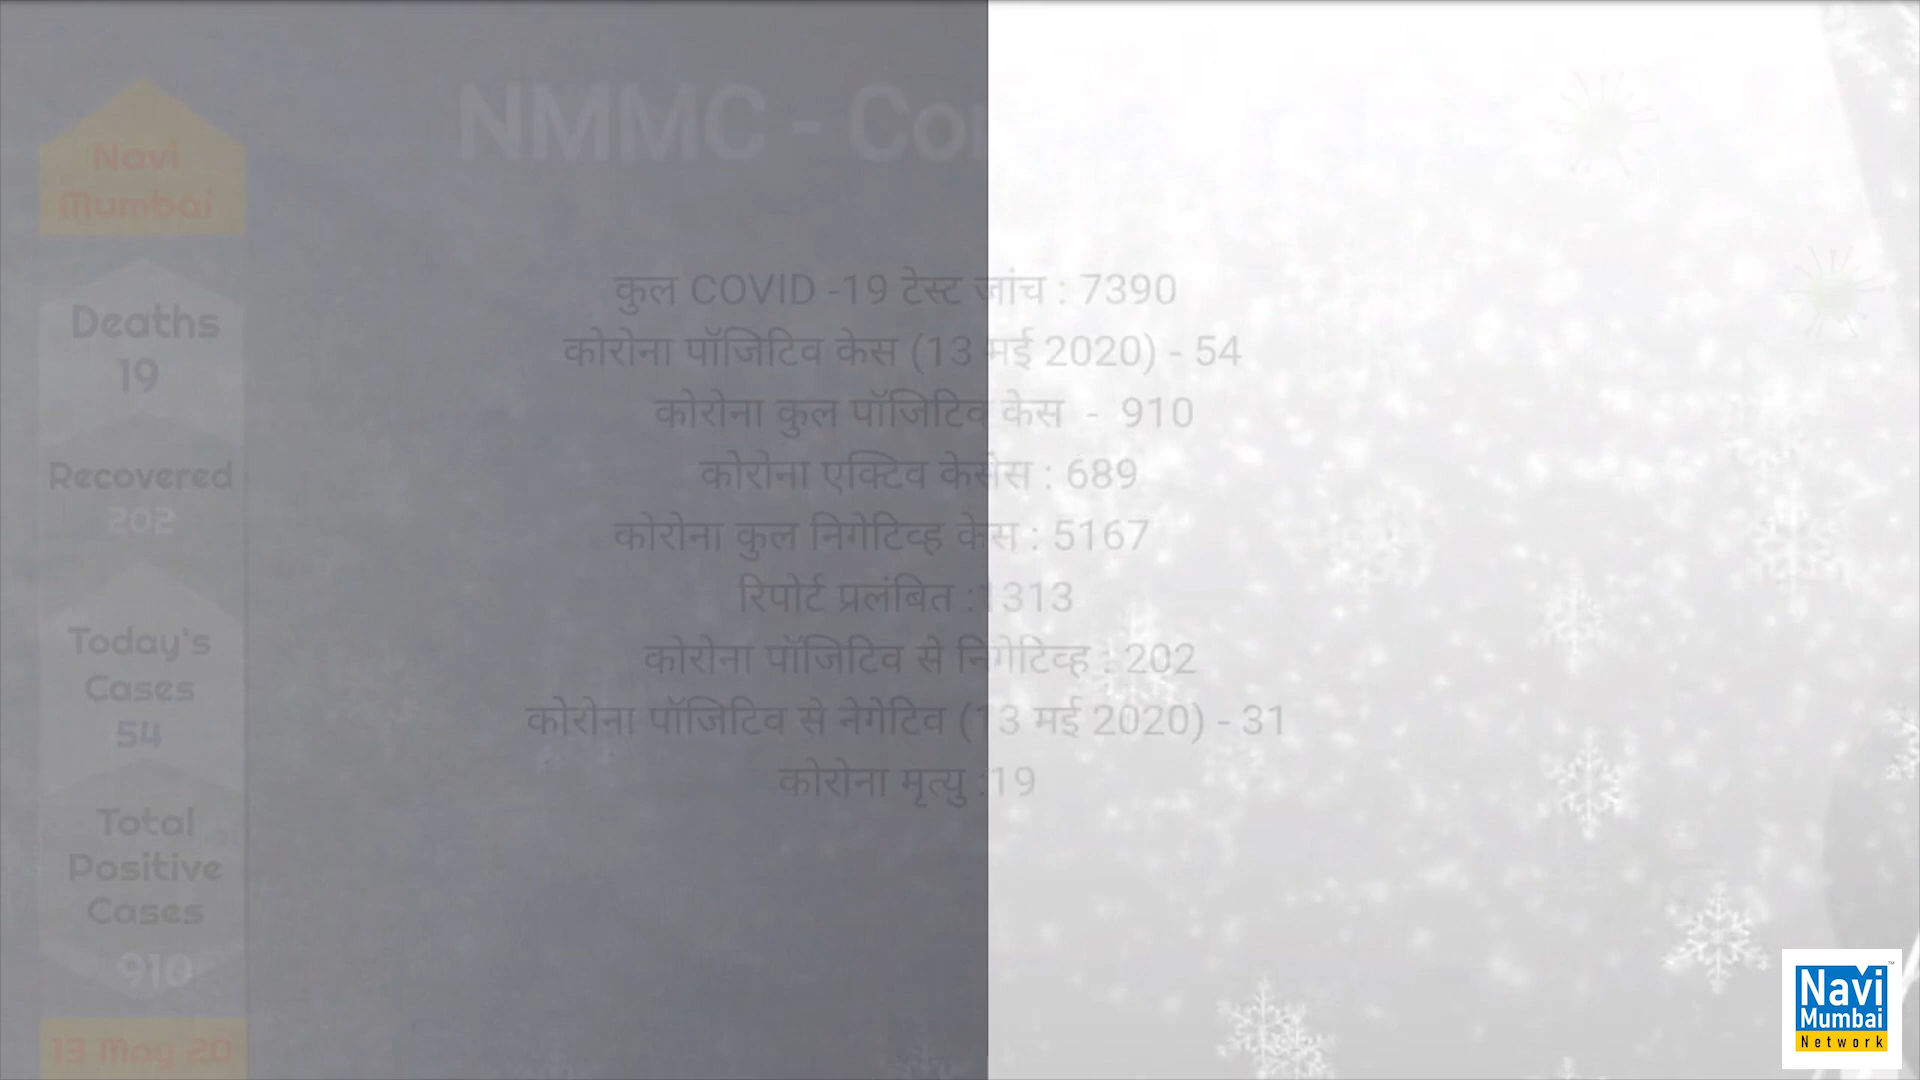 NMMC - Cor
Navi
Mumbai
Deaths
19
Recovered
202
Today's
Cases
54
Total
Positive
Cases
910
13 May 20
कुल COVID -19 टेस्ट जांच : 7390
कोरोना पॉजिटिव केस (13 मई 2020) - 54
कोरोना कुल पॉजिटिव केस - 910
कोरोना एक्टिव केसेस : 689
कोरोना कुल निगेटिव्ह केस : 5167
रिपोर्ट प्रलंबित :1313
कोरोना पॉजिटिव से निगेटिव्ह : 202
कोरोना पॉजिटिव से नेगेटिव (13 मई 2020) - 31
कोरोना मृत्यु :19
Navi
Mumbai
Network